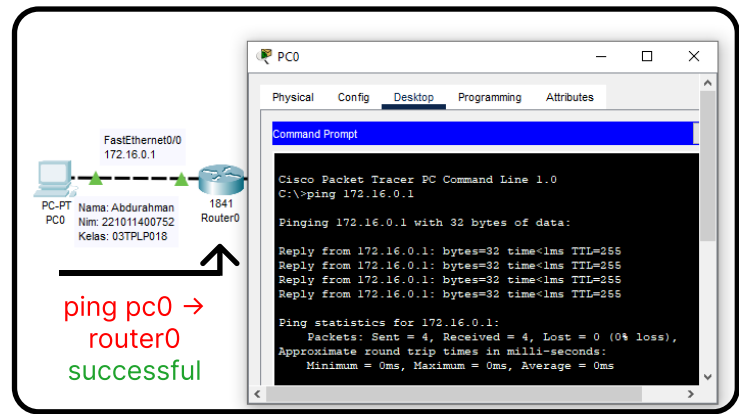 FastEthernet0/0
172.16.0.1
PC-PT
PC0
Nama: Abdurahman
Nim: 221011400752
Kelas: 03TPLP018
1841
Router0
ping pc0 →
router0
successful
PC0
Physical Config Desktop Programming Attributes
Command Prompt
Cisco Packet Tracer PC Command Line 1.0
C:\>ping 172.16.0.1
Pinging 172.16.0.1 with 32 bytes of data:
Reply from 172.16.0.1: bytes=32 time<1ms TTL=255
Reply from 172.16.0.1: bytes=32 time<1ms TTL=255
Reply from 172.16.0.1: bytes=32 time<1ms TTL=255
Reply from 172.16.0.1: bytes=32 time<1ms TTL=255
Ping statistics for 172.16.0.1:
Packets: Sent = 4, Received = 4, Lost = 0 (0% loss),
Approximate round trip times in milli-seconds:
Minimum = 0ms, Maximum = 0ms, Average = 0ms